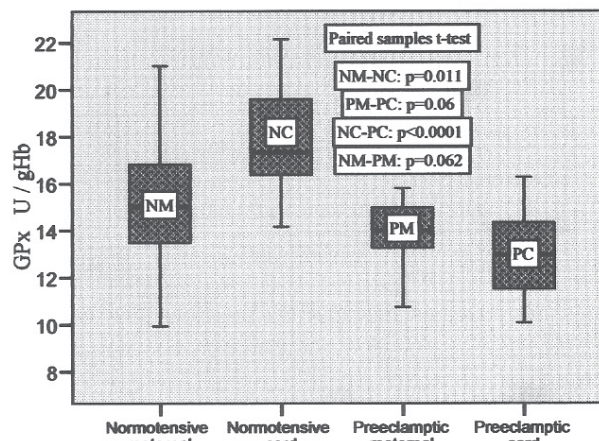 Paired samples t-test
NM-NC: p=0.011
PM-PC: p=0.06
NC-PC: p<0.0001
NM-PM: p=0.062
GPx U / gHb
22
20
18
16
14
12
10
8
NM
NC
PM
PC
Normotensive
Normotensive
Preeclamptic
Preeclamptic